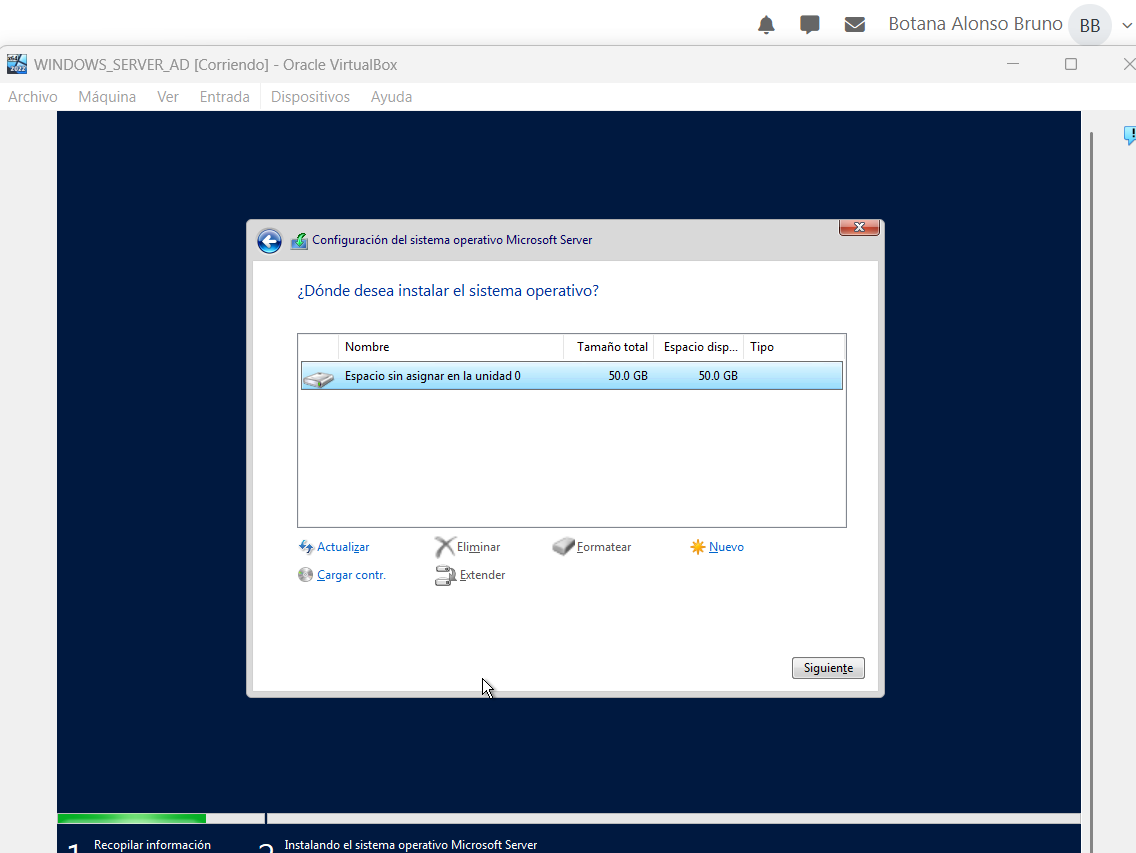 Botana Alonso Bruno BB
WINDOWS_SERVER_AD [Corriendo] - Oracle VirtualBox
Archivo Máquina Ver Entrada Dispositivos Ayuda
Configuración del sistema operativo Microsoft Server
¿Dónde desea instalar el sistema operativo?
Nombre Tamaño total Espacio disp... Tipo
Espacio sin asignar en la unidad 0 50.0 GB 50.0 GB
Actualizar Eliminar Formatear Nuevo
Cargar contr. Extender
Siguiente
1 Recopilar información 2 Instalando el sistema operativo Microsoft Server